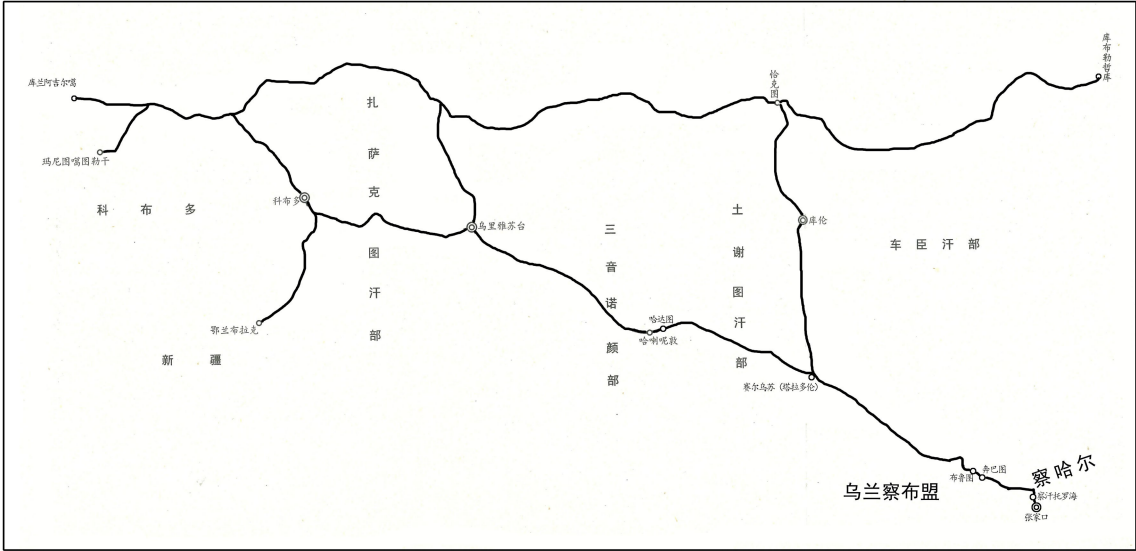 库布勒哲库
库兰阿吉尔噶
恰克图
扎萨克图汗部
玛尼图噶图勒干
科布多
科布多
乌里雅苏台
三音诺颜部
土谢图汗部
库伦
车臣汗部
鄂兰布拉克
新疆
哈达图
哈喇呢敦
赛尔乌苏（塔拉多伦）
乌兰察布盟
布鲁图
奔巴图
察哈尔
察汗托罗海
张家口